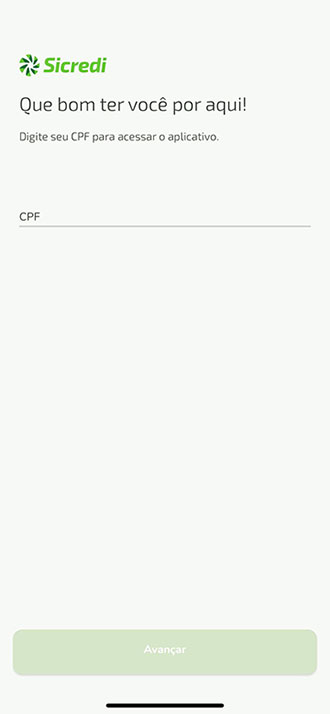 Sicredi
Que bom ter você por aqui!
Digite seu CPF para acessar o aplicativo.
CPF
Avançar